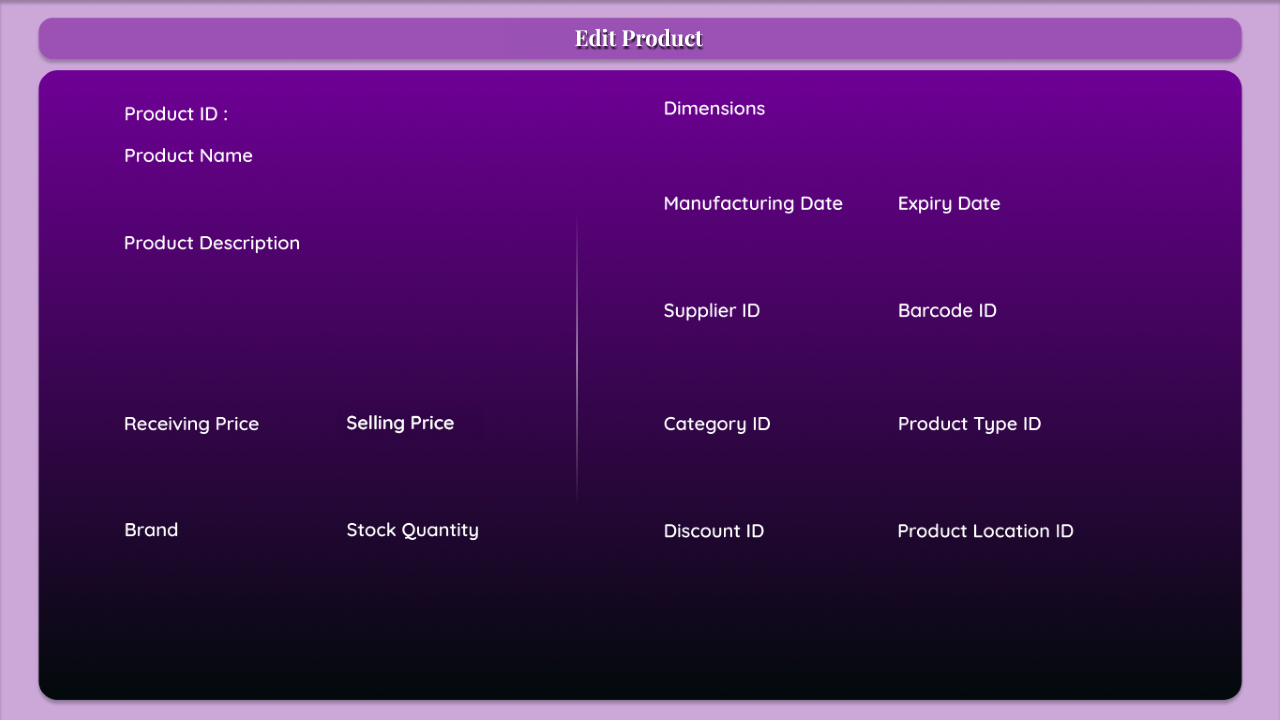 Edit Product
Product ID :
Product Name
Product Description
Receiving Price
Selling Price
Brand
Stock Quantity
Dimensions
Manufacturing Date
Expiry Date
Supplier ID
Barcode ID
Category ID
Product Type ID
Discount ID
Product Location ID